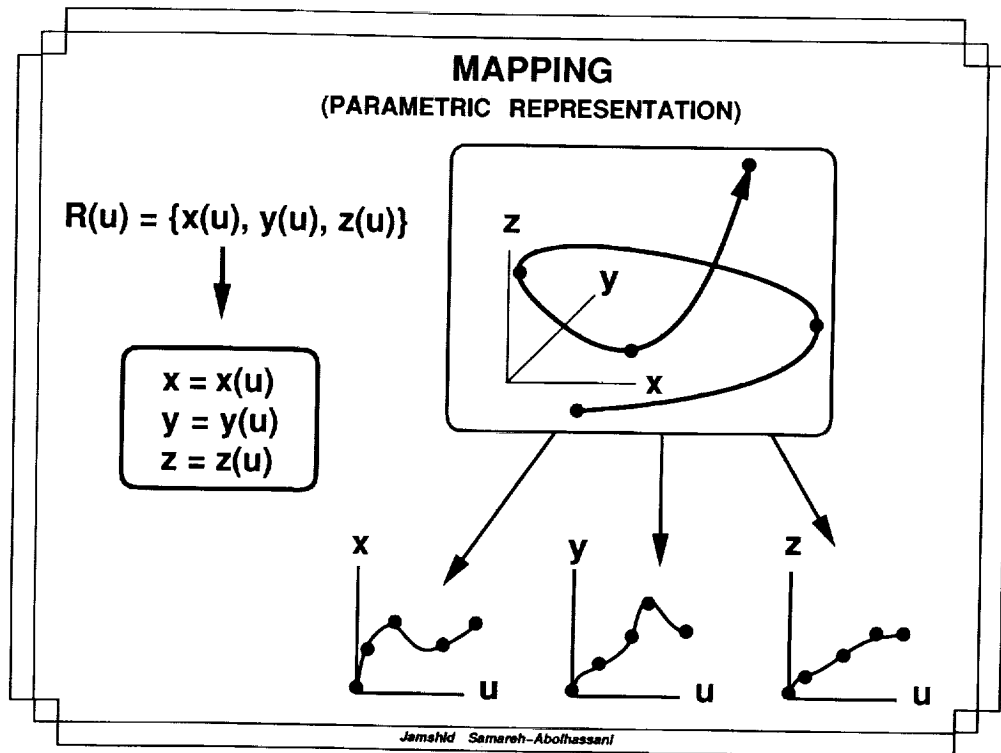 MAPPING
(PARAMETRIC REPRESENTATION)
R(u) = {x(u), y(u), z(u)}
z
y
x
x = x(u)
y = y(u)
z = z(u)
x
y
z
u
u
u
Jamshid Samareh-Abolhassani